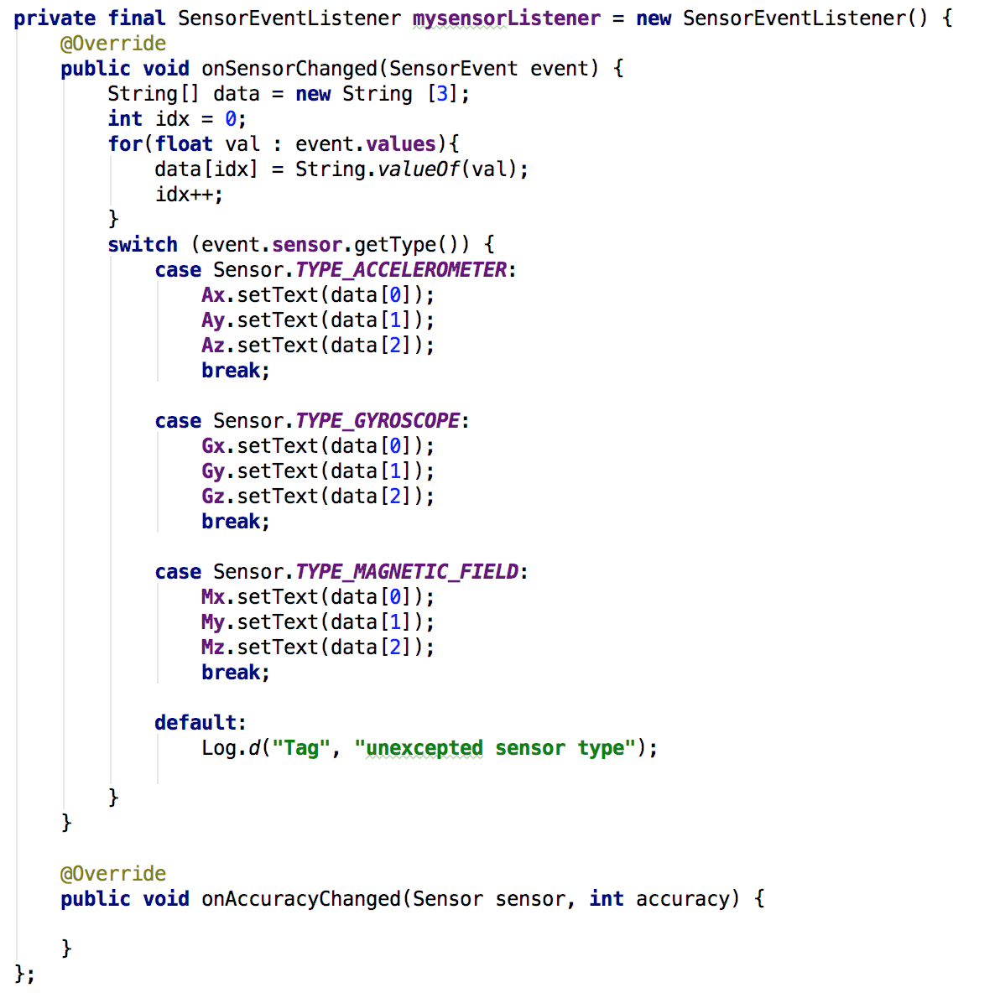 private final SensorEventListener mysensorListener = new SensorEventListener() {
    @Override
    public void onSensorChanged(SensorEvent event) {
        String[] data = new String [3];
        int idx = 0;
        for(float val : event.values){
            data[idx] = String.valueOf(val);
            idx++;
        }
        switch (event.sensor.getType()) {
            case Sensor.TYPE_ACCELEROMETER:
                Ax.setText(data[0]);
                Ay.setText(data[1]);
                Az.setText(data[2]);
                break;

            case Sensor.TYPE_GYROSCOPE:
                Gx.setText(data[0]);
                Gy.setText(data[1]);
                Gz.setText(data[2]);
                break;

            case Sensor.TYPE_MAGNETIC_FIELD:
                Mx.setText(data[0]);
                My.setText(data[1]);
                Mz.setText(data[2]);
                break;

            default:
                Log.d("Tag", "unexcepted sensor type");

        }
    }

    @Override
    public void onAccuracyChanged(Sensor sensor, int accuracy) {

    }
};